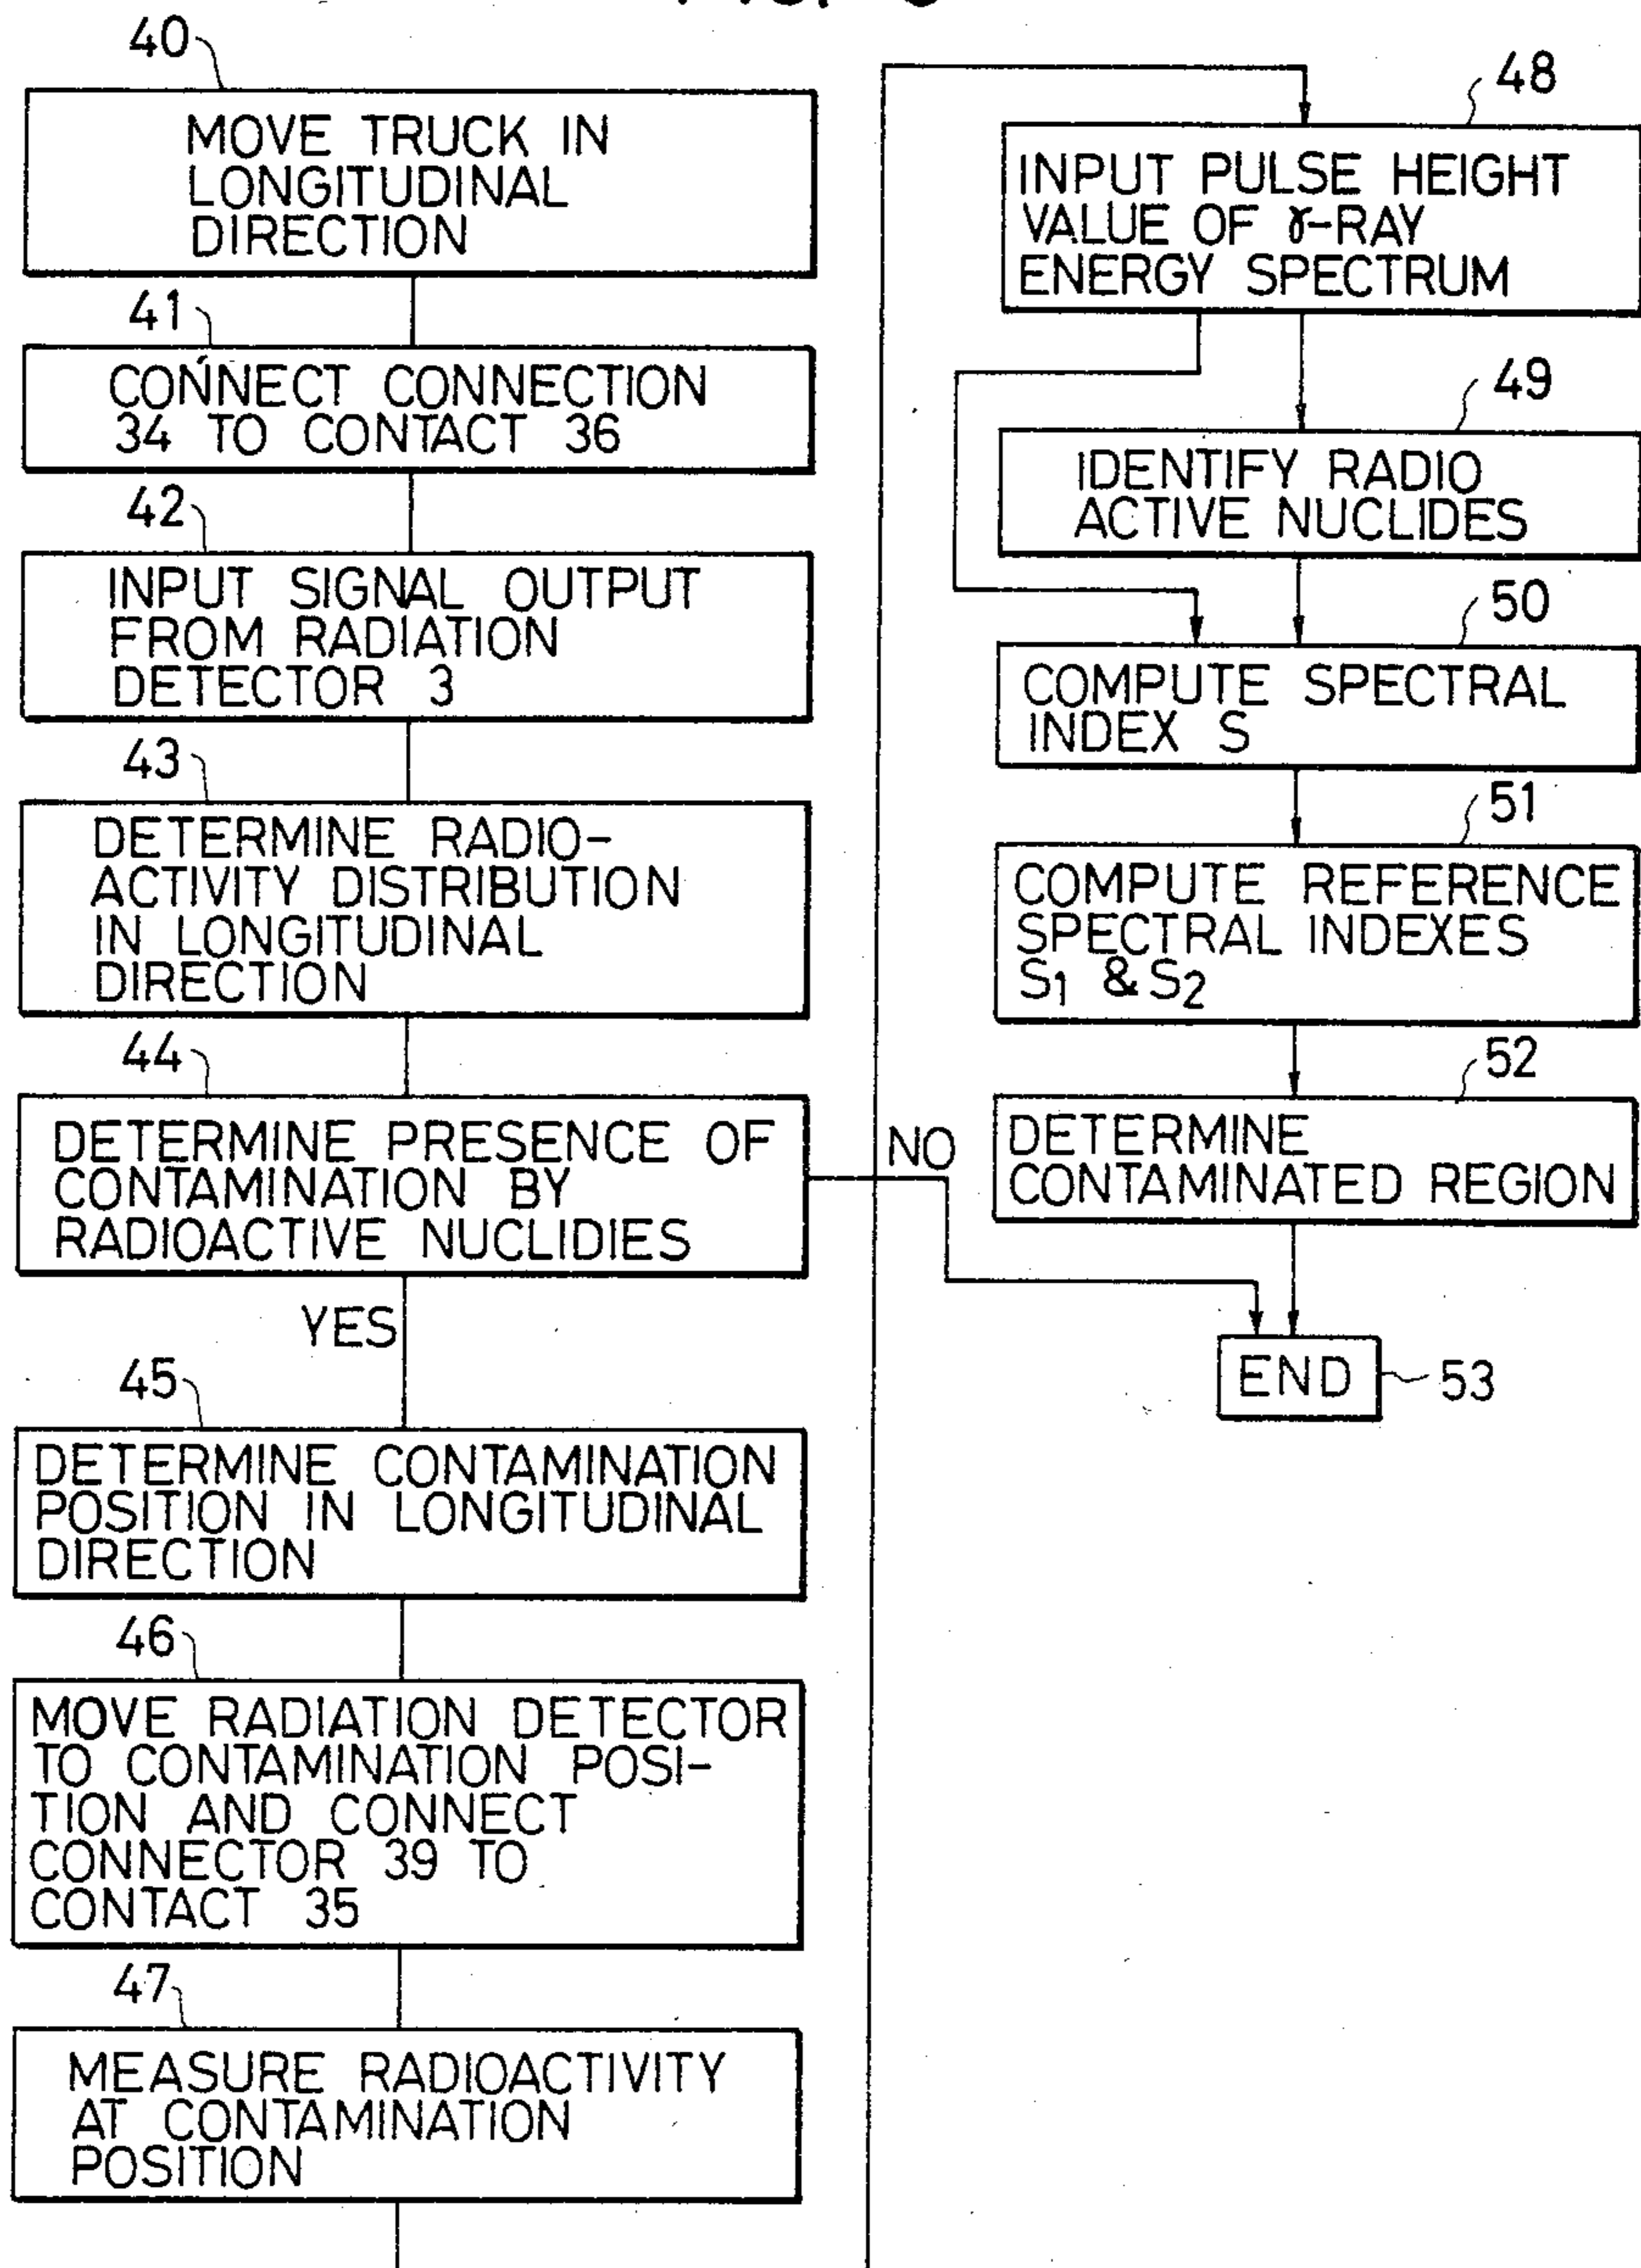 40
MOVE TRUCK IN
LONGITUDINAL
DIRECTION
41
CONNECT CONNECTION
34 TO CONTACT 36
42
INPUT SIGNAL OUTPUT
FROM RADIATION
DETECTOR 3
43
DETERMINE RADIO-
ACTIVITY DISTRIBUTION
IN LONGITUDINAL
DIRECTION
44
DETERMINE PRESENCE OF
CONTAMINATION BY
RADIOACTIVE NUCLIDIES
NO
YES
45
DETERMINE CONTAMINATION
POSITION IN LONGITUDINAL
DIRECTION
46
MOVE RADIATION DETECTOR
TO CONTAMINATION POSI-
TION AND CONNECT
CONNECTOR 39 TO
CONTACT 35
47
MEASURE RADIOACTIVITY
AT CONTAMINATION
POSITION
48
INPUT PULSE HEIGHT
VALUE OF γ-RAY
ENERGY SPECTRUM
49
IDENTIFY RADIO
ACTIVE NUCLIDES
50
COMPUTE SPECTRAL
INDEX S
51
COMPUTE REFERENCE
SPECTRAL INDEXES
S1 & S2
52
DETERMINE
CONTAMINATED REGION
END
53